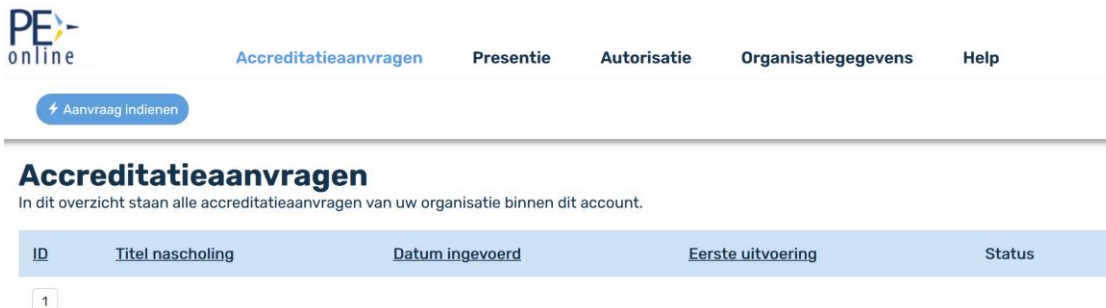 PE
online
Accreditatieaanvragen Presentie Autorisatie Organisatiegegevens Help
Aanvraag indienen
Accreditatieaanvragen
In dit overzicht staan alle accreditatieaanvragen van uw organisatie binnen dit account.
ID Titel nascholing Datum ingevoerd Eerste uitvoering Status
1